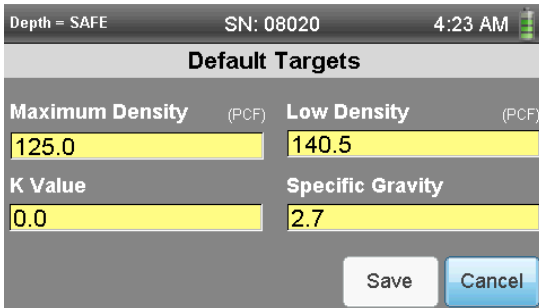 Depth = SAFE SN: 08020 4:23 AM
Default Targets
Maximum Density (PCF) Low Density (PCF)
125.0 140.5
K Value Specific Gravity
0.0 2.7
Save Cancel